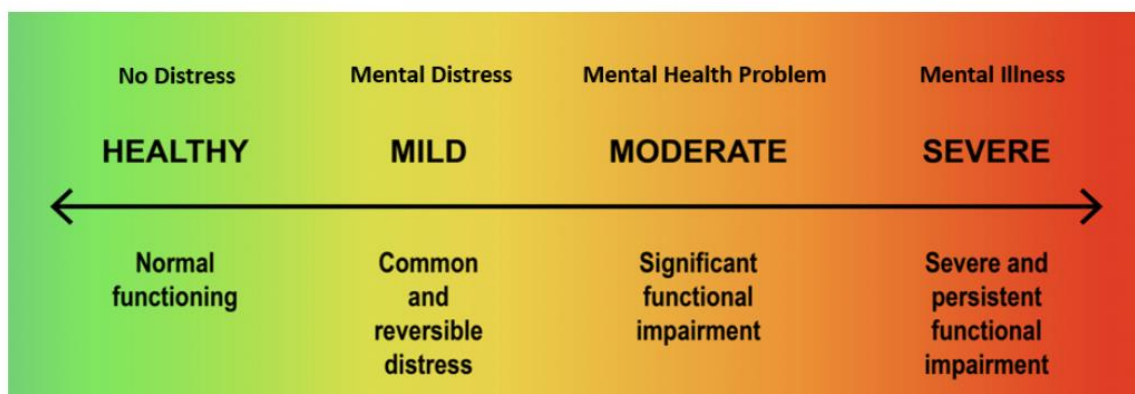 No Distress
Mental Distress
Mental Health Problem
Mental Illness
HEALTHY
MILD
MODERATE
SEVERE
Normal
functioning
Common
and
reversible
distress
Significant
functional
impairment
Severe and
persistent
functional
impairment